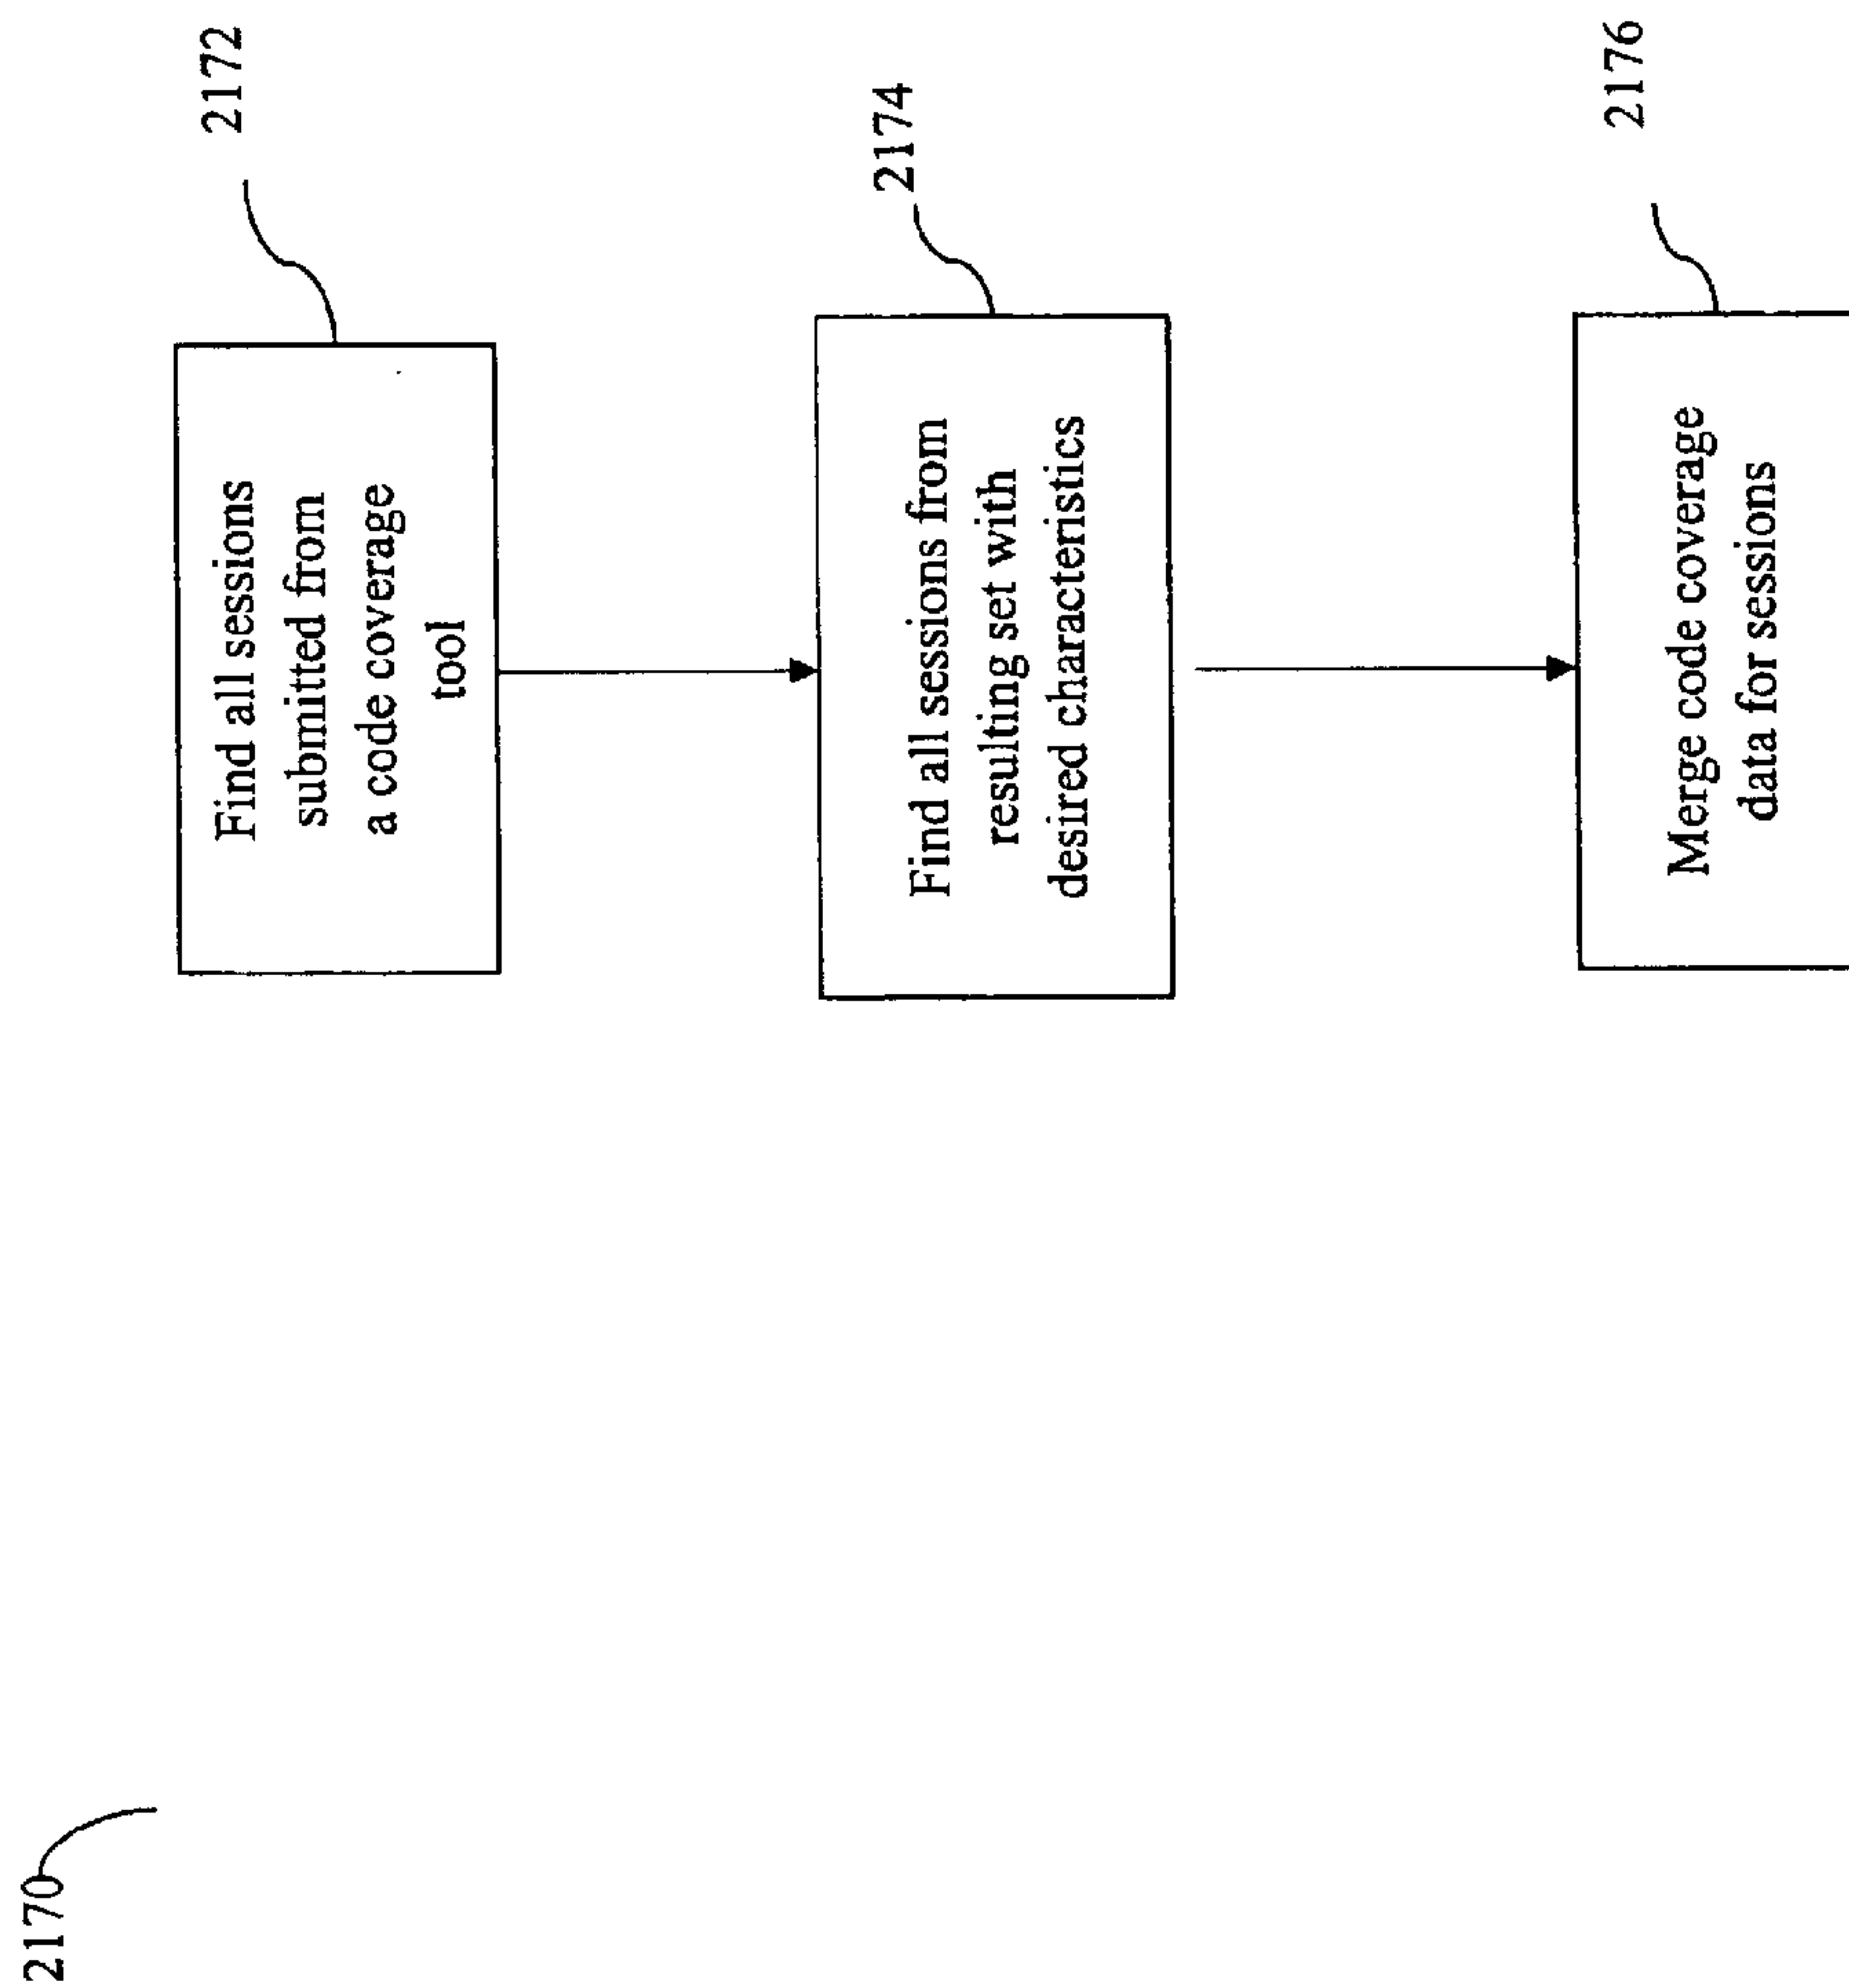 2170
2172
Find all sessions
submitted from
a code coverage
tool
2174
Find all sessions from
resulting set with
desired characteristics
2176
Merge code coverage
data for sessions